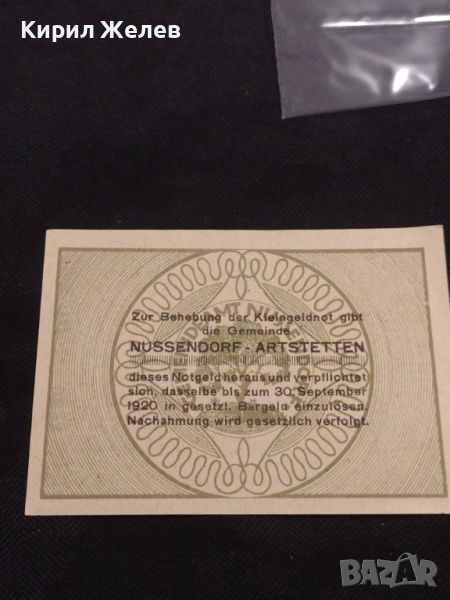 Кирил Желев
Zur Behebung der Kleingeldnot gibt
die Gemeinde
NUSSENDORF - ARTSTETTEN
dieses Notgeld heraus und verpflichtet
sich, dasselbe bis zum 30. September
1920 in gesetzl. Bargeld einzulösen.
Nachahmung wird gesetzlich verfolgt.
BAZAR